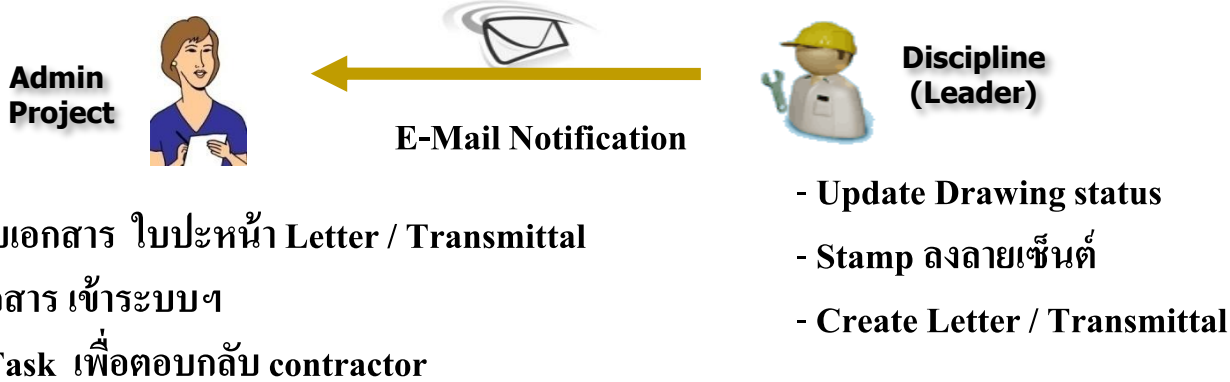 Admin
Project
Discipline
(Leader)
E-Mail Notification
- Update Drawing status
- Stamp ลงลายเซ็นต์
- Create Letter / Transmittal
ใบปะหน้า Letter / Transmittal
เข้าระบบฯ
Task เพื่อตอบกลับ contractor